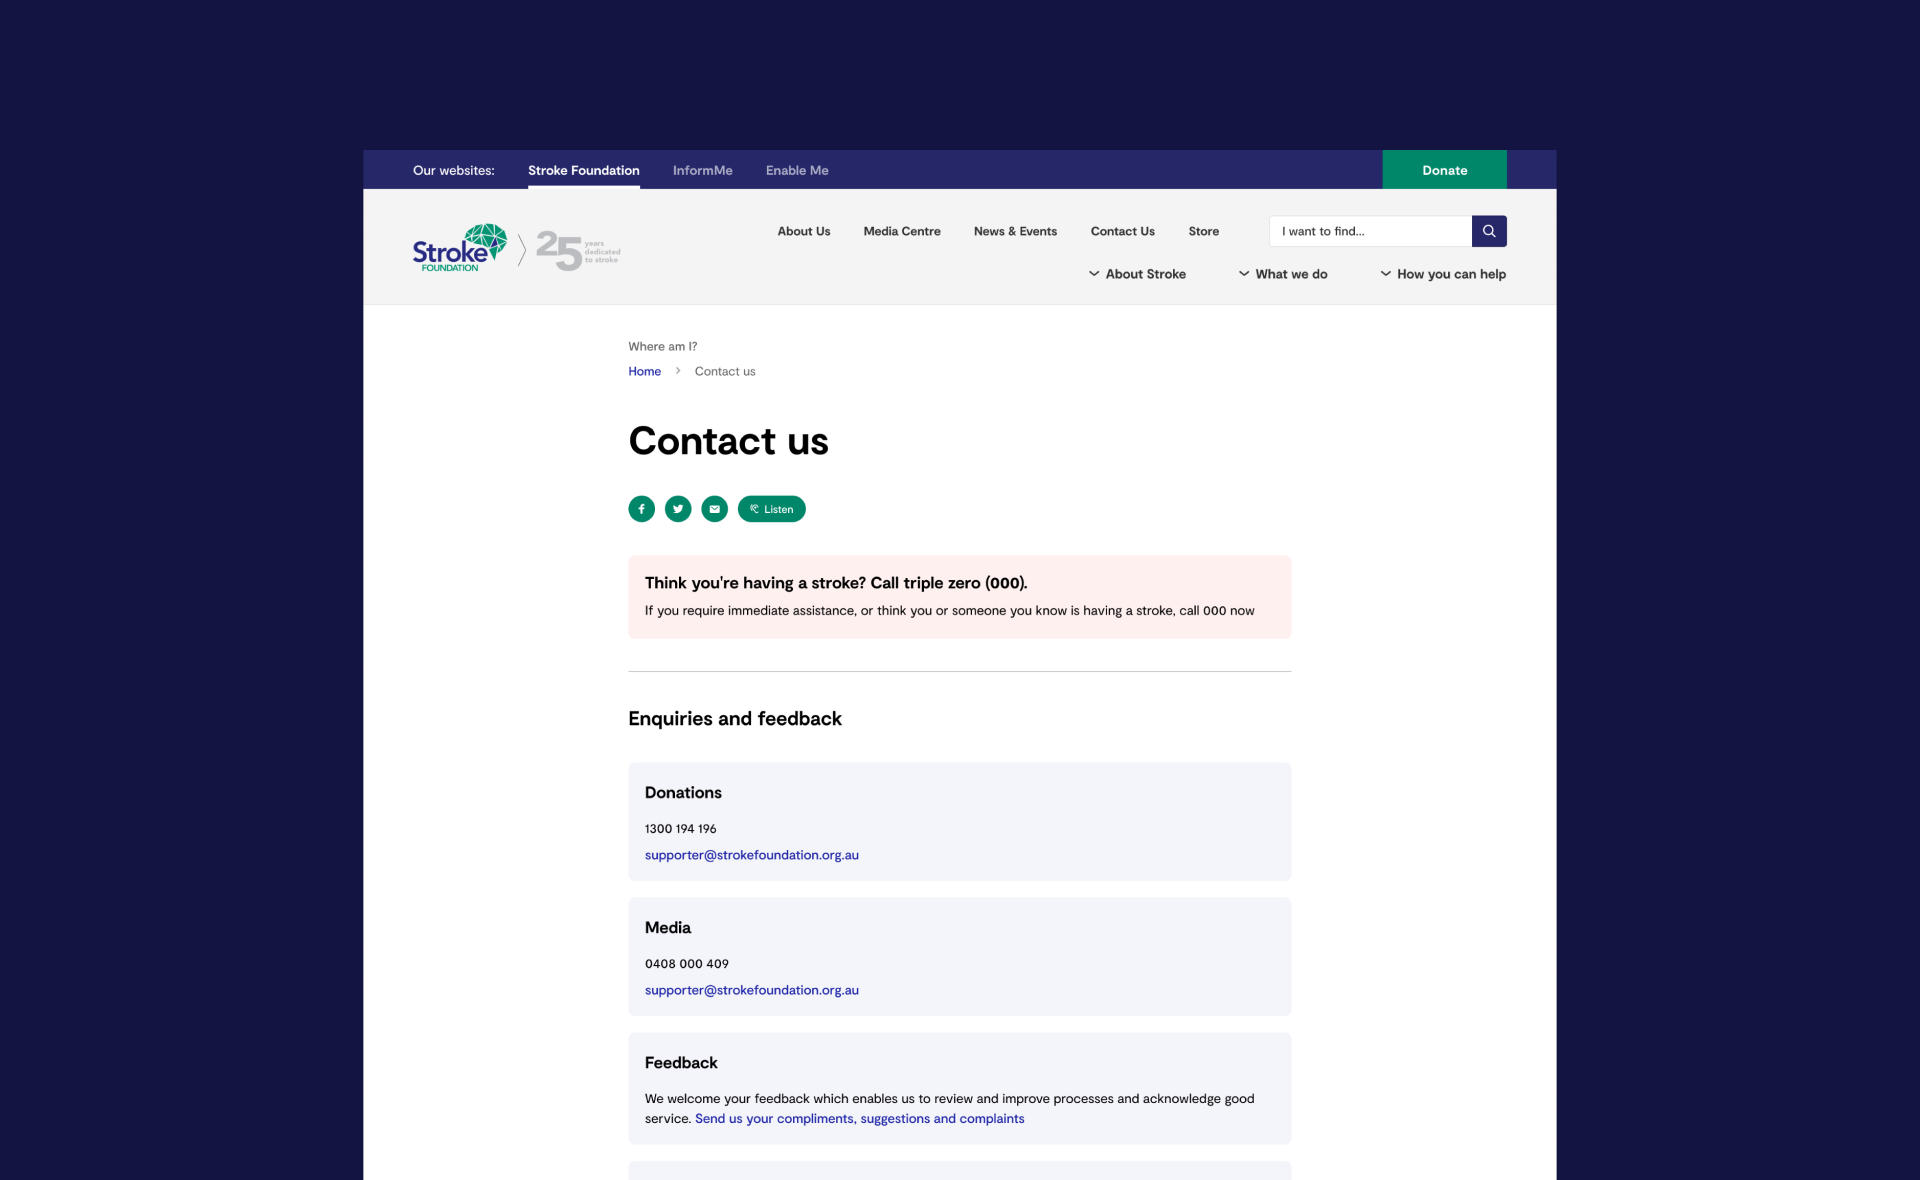 Our websites: Stroke Foundation InformMe Enable Me Donate
Stroke
FOUNDATION
25 years
dedicated
to stroke
About Us Media Centre News & Events Contact Us Store I want to find...
About Stroke What we do How you can help
Where am I?
Home Contact us
Contact us
Listen
Think you're having a stroke? Call triple zero (000).
If you require immediate assistance, or think you or someone you know is having a stroke, call 000 now
Enquiries and feedback
Donations
1300 194 196
supporter@strokefoundation.org.au
Media
0408 000 409
supporter@strokefoundation.org.au
Feedback
We welcome your feedback which enables us to review and improve processes and acknowledge good
service. Send us your compliments, suggestions and complaints